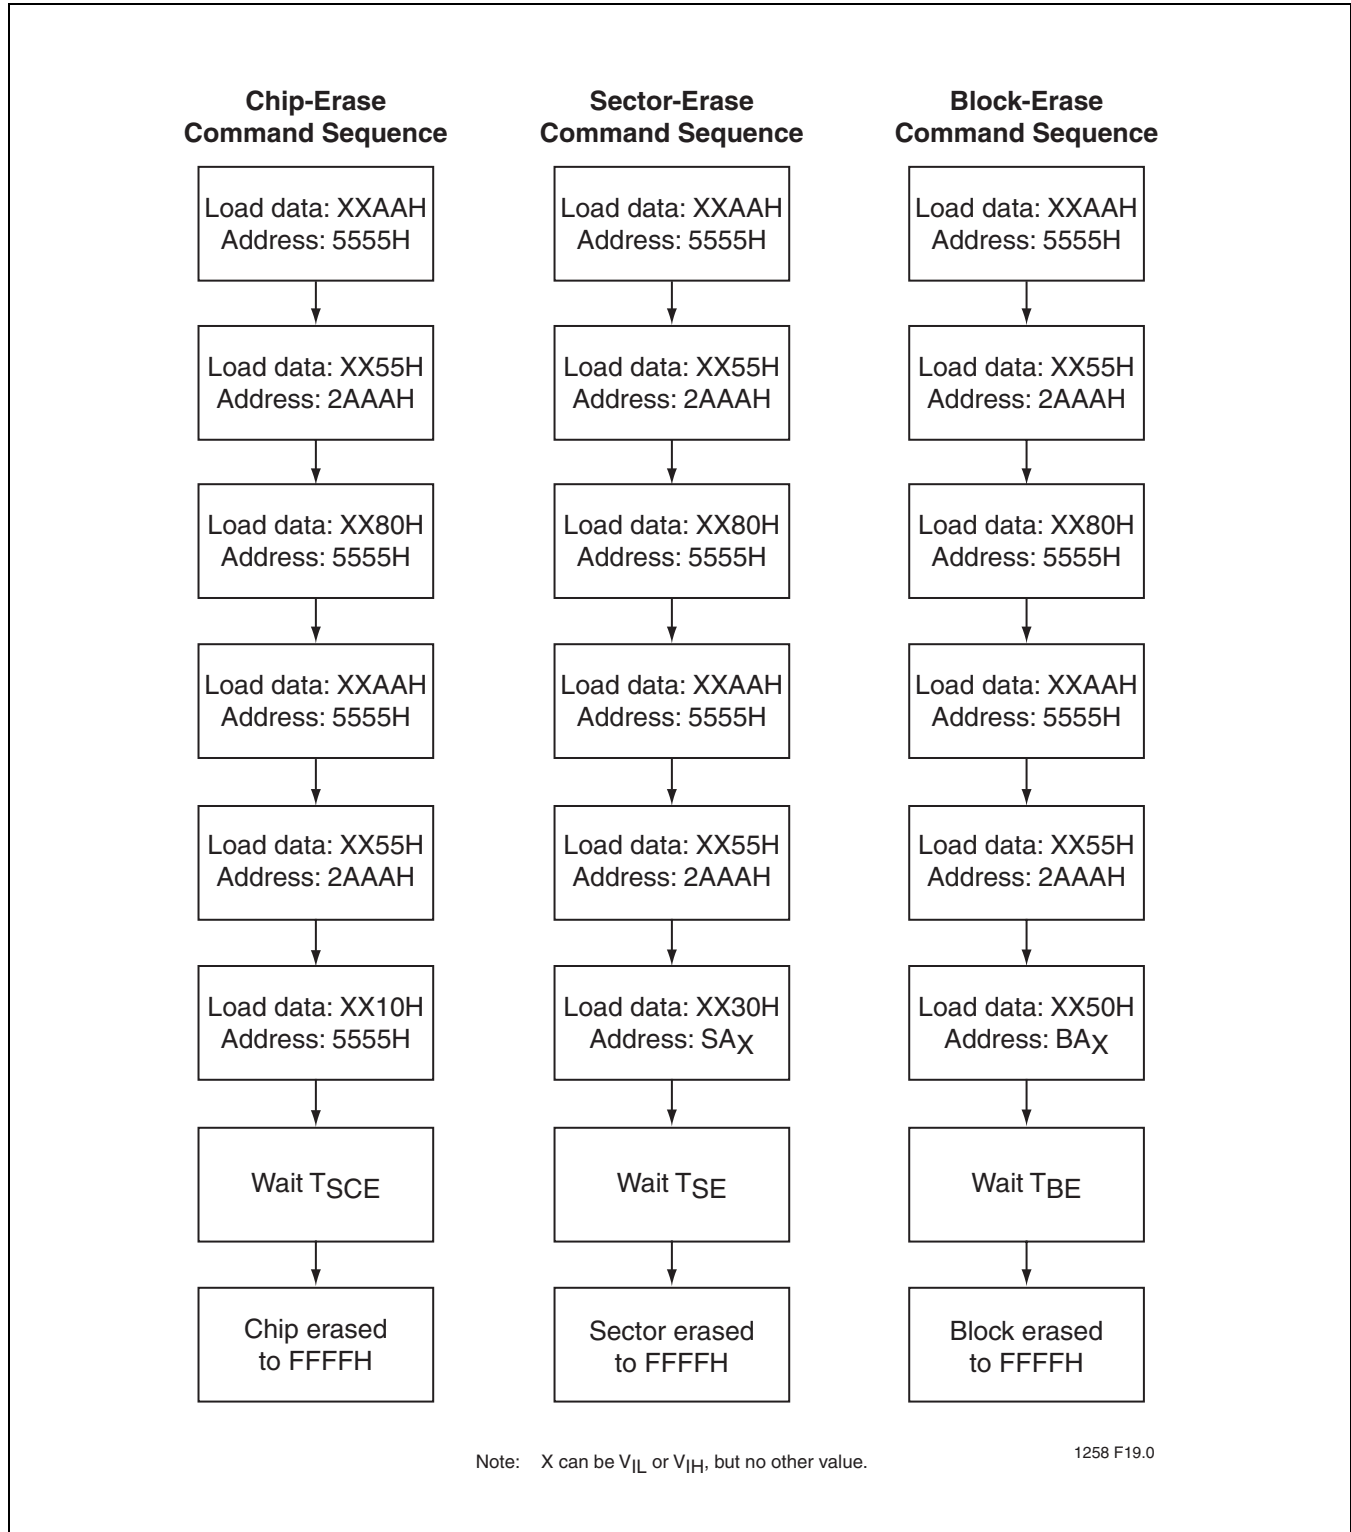 Chip-Erase
Command Sequence
Load data: XXAAH
Address: 5555H
Load data: XX55H
Address: 2AAAH
Load data: XX80H
Address: 5555H
Load data: XXAAH
Address: 5555H
Load data: XX55H
Address: 2AAAH
Load data: XX10H
Address: 5555H
Wait TSCE
Chip erased
to FFFFH
Sector-Erase
Command Sequence
Load data: XXAAH
Address: 5555H
Load data: XX55H
Address: 2AAAH
Load data: XX80H
Address: 5555H
Load data: XXAAH
Address: 5555H
Load data: XX55H
Address: 2AAAH
Load data: XX30H
Address: SAX
Wait TSE
Sector erased
to FFFFH
Block-Erase
Command Sequence
Load data: XXAAH
Address: 5555H
Load data: XX55H
Address: 2AAAH
Load data: XX80H
Address: 5555H
Load data: XXAAH
Address: 5555H
Load data: XX55H
Address: 2AAAH
Load data: XX50H
Address: BAX
Wait TBE
Block erased
to FFFFH
Note: X can be VIL or VIH, but no other value.
1258 F19.0